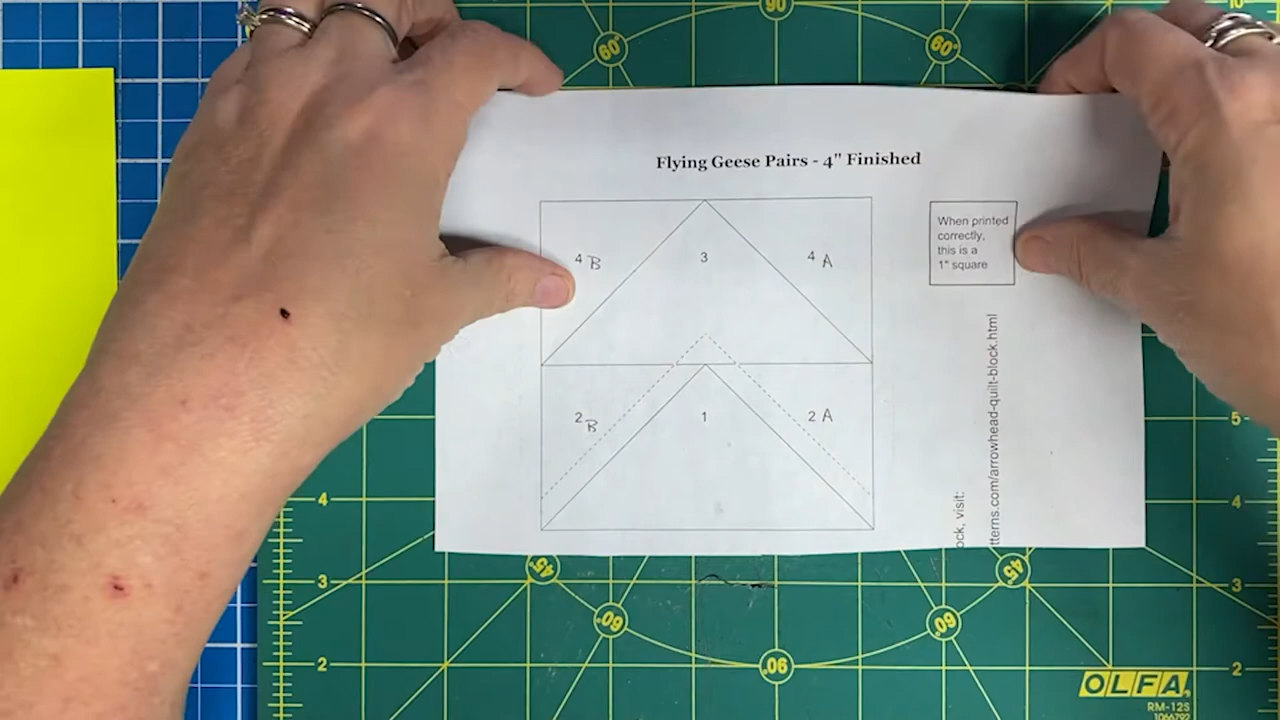 90
10
60°
60°
Flying Geese Pairs - 4" Finished
When printed
correctly,
this is a
1" square
4 B
3
4 A
2 B
1
2 A
ock, visit:
tterns.com/arrowhead-quilt-block.html
5
4
4
45°
45°
3
3
60°
60°
2
90°
2
OLFA
RM-12S